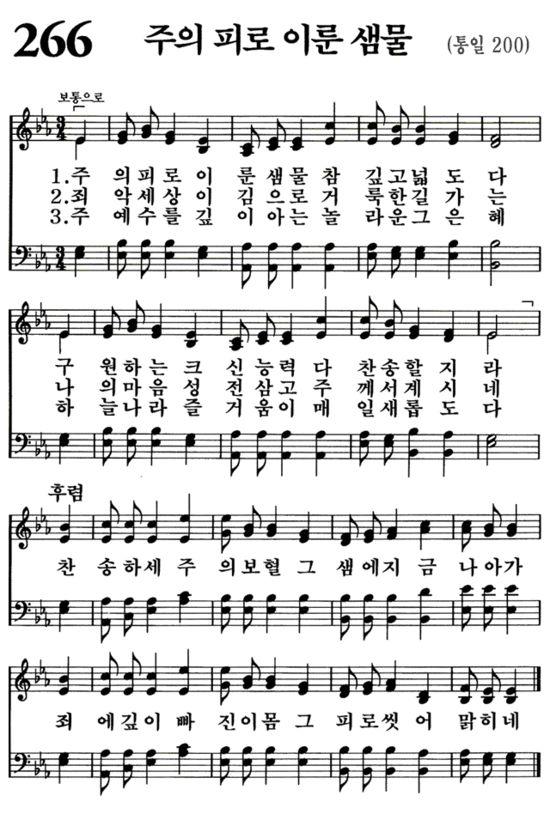 266 주의 피로 이룬 샘물 (통일 200)
보통으로
1.주 의피로이 룬샘물참 깊고넓도 다
2.죄 악세상이 김으로거 룩한길가 는
3.주 예수를깊 이아는놀 라운그은 혜
구 원하는크 신능력다 찬송할지 라
나 의마음성 전삼고주 께서계시 네
하 늘나라즐 거움이매 일새롭도 다
후렴
찬 송하세주 의보혈그 샘에지금 나아가
죄 에깊이빠 진이몸그 피로씻어 맑히네